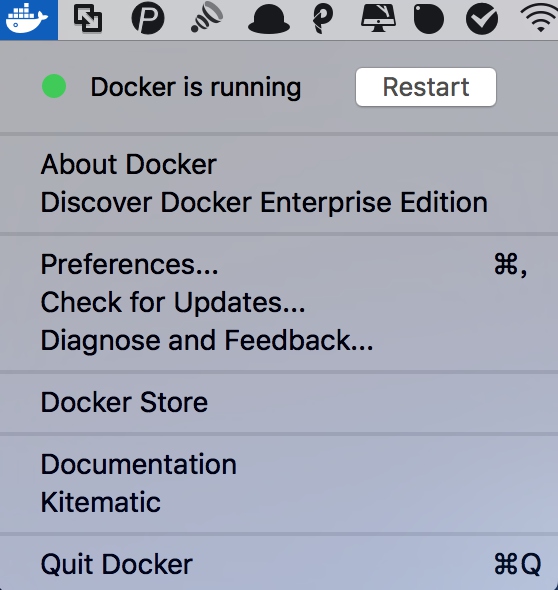 Docker is running Restart
About Docker
Discover Docker Enterprise Edition
Preferences... ⌘,
Check for Updates...
Diagnose and Feedback...
Docker Store
Documentation
Kitematic
Quit Docker ⌘Q